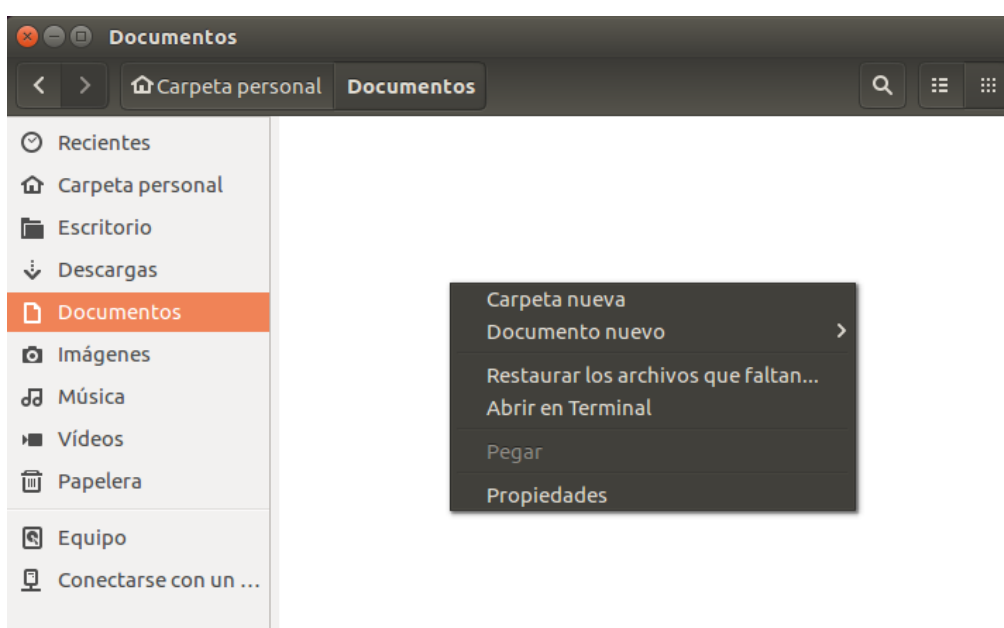 Documentos
Carpeta personal Documentos
Recientes
Carpeta personal
Escritorio
Descargas
Documentos
Imágenes
Música
Vídeos
Papelera
Equipo
Conectarse con un ...
Carpeta nueva
Documento nuevo
Restaurar los archivos que faltan...
Abrir en Terminal
Pegar
Propiedades